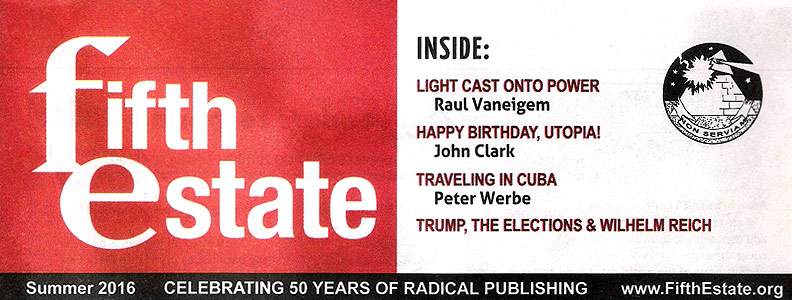 fifth
estate
INSIDE:
LIGHT CAST ONTO POWER
Raul Vaneigem
HAPPY BIRTHDAY, UTOPIA!
John Clark
TRAVELING IN CUBA
Peter Werbe
TRUMP, THE ELECTIONS & WILHELM REICH
NON SERVIAM
Summer 2016 CELEBRATING 50 YEARS OF RADICAL PUBLISHING www.FifthEstate.org